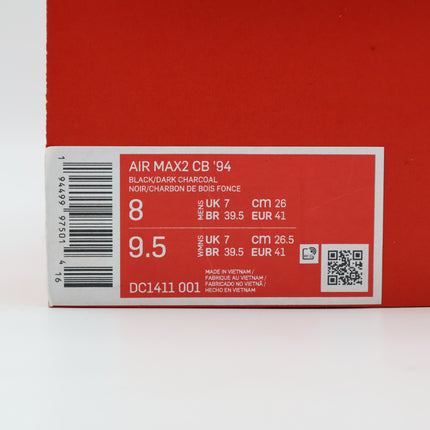 AIR MAX2 CB '94
BLACK/DARK CHARCOAL
NOIR/CHARBON DE BOIS FONCE
8 MENS UK 7 cm 26
BR 39.5 EUR 41
9.5 WMNS UK 7 cm 26.5
BR 39.5 EUR 41
MADE IN VIETNAM /
FABRIQUÉ AU VIETNAM /
FABRICADO NO VIETNÃ /
HECHO EN VIETNAM
DC1411 001
1 94499 97501 4 16